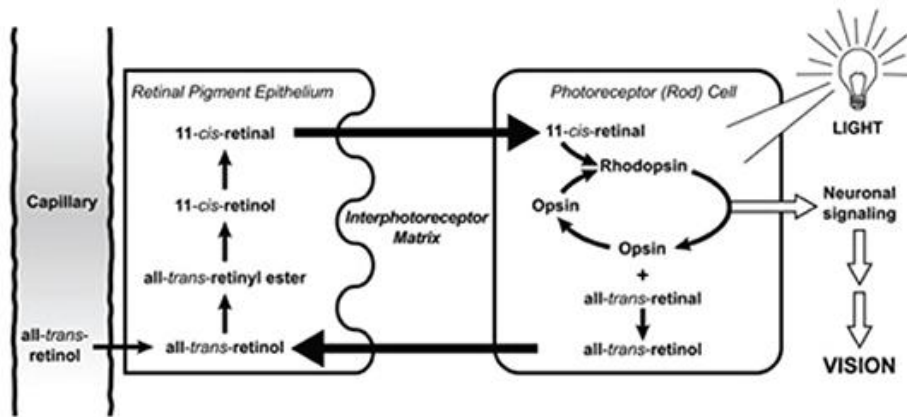 Capillary
all-trans-
retinol
Retinal Pigment Epithelium
11-cis-retinal
11-cis-retinol
all-trans-retinyl ester
all-trans-retinol
Interphotoreceptor
Matrix
Photoreceptor (Rod) Cell
11-cis-retinal
Rhodopsin
Opsin
Opsin
+
all-trans-retinal
all-trans-retinol
LIGHT
Neuronal
signaling
VISION